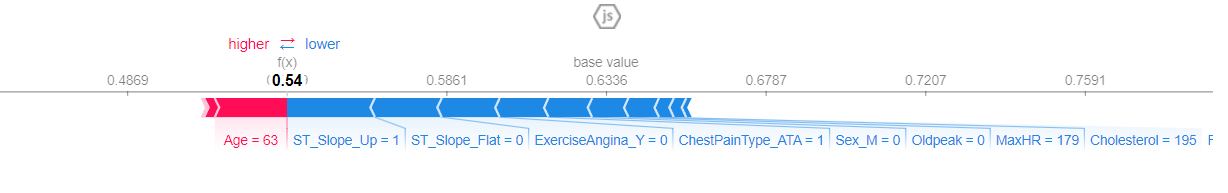 js
higher ⇄ lower
f(x) base value
0.4869 0.54 0.5861 0.6336 0.6787 0.7207 0.7591
Age = 63 ST_Slope_Up = 1 ST_Slope_Flat = 0 ExerciseAngina_Y = 0 ChestPainType_ATA = 1 Sex_M = 0 Oldpeak = 0 MaxHR = 179 Cholesterol = 195 F